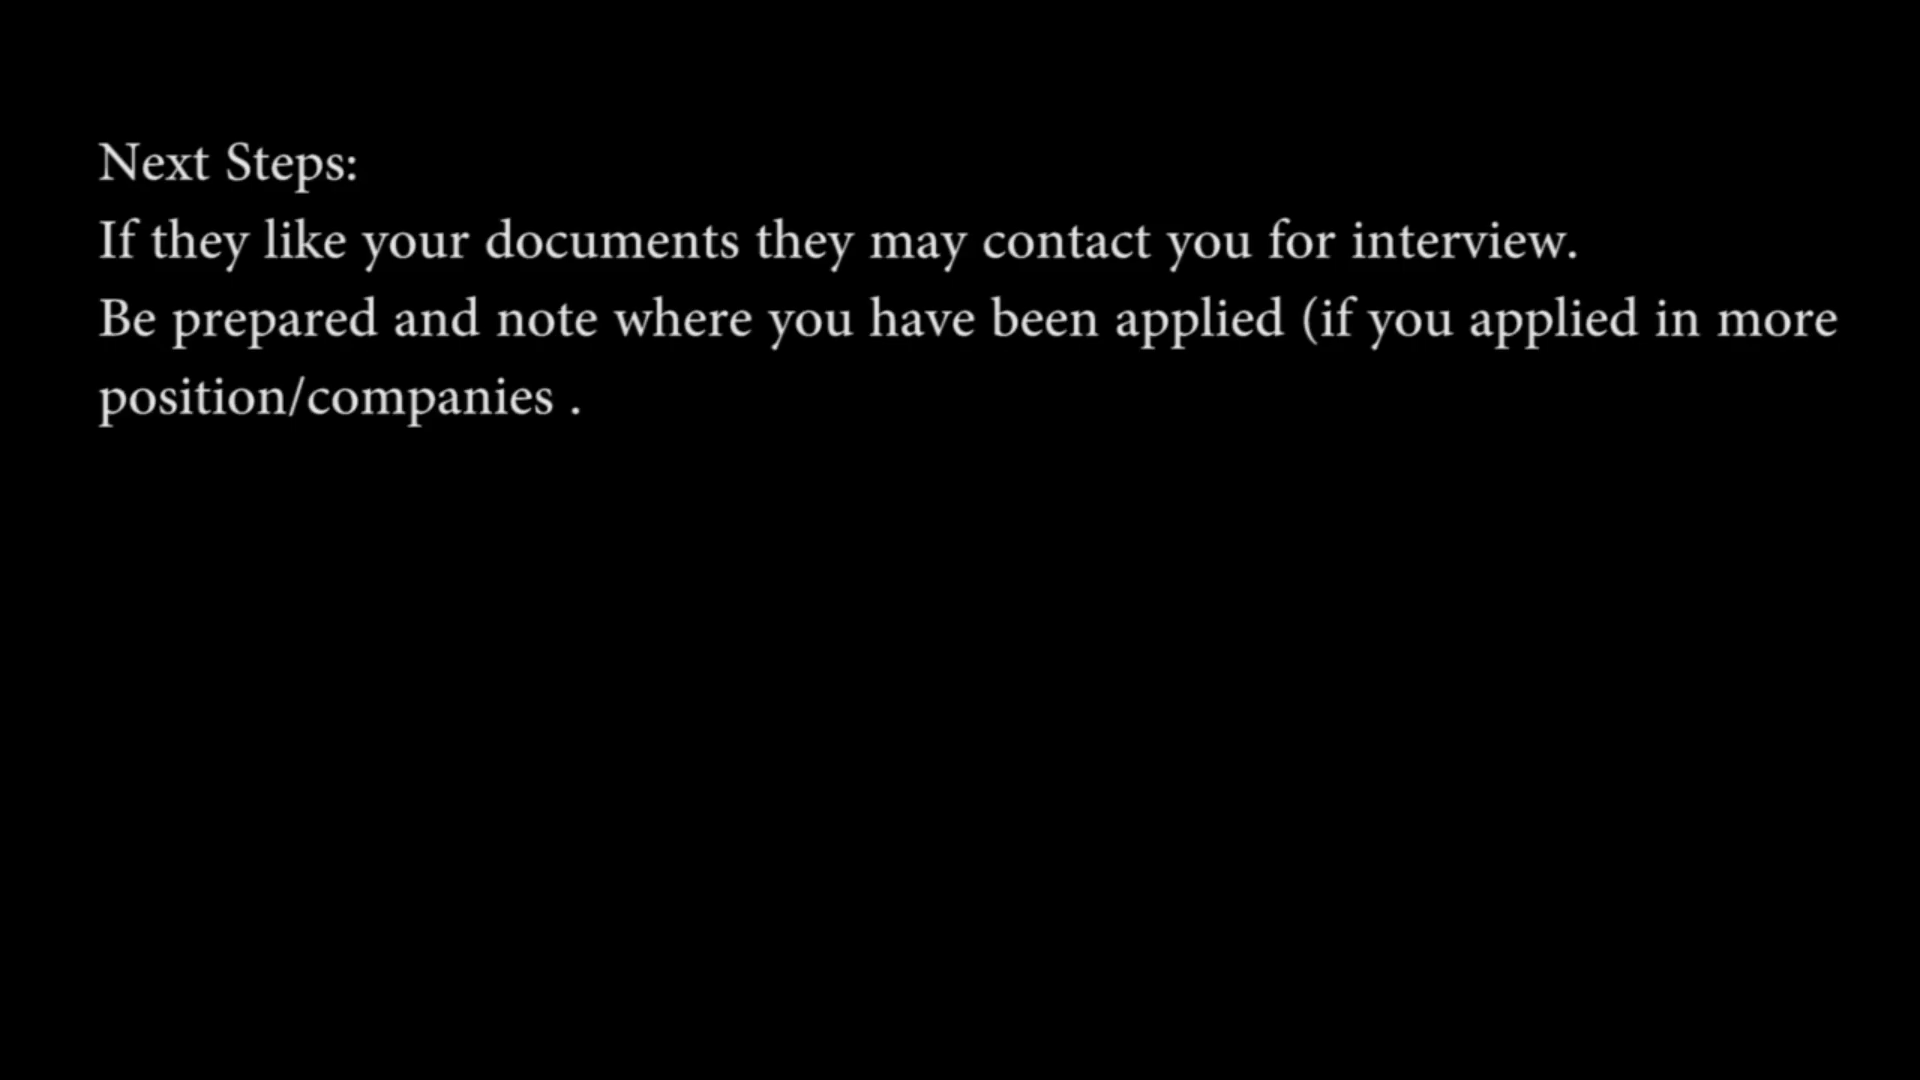 Next Steps:
If they like your documents they may contact you for interview.
Be prepared and note where you have been applied (if you applied in more
position/companies .